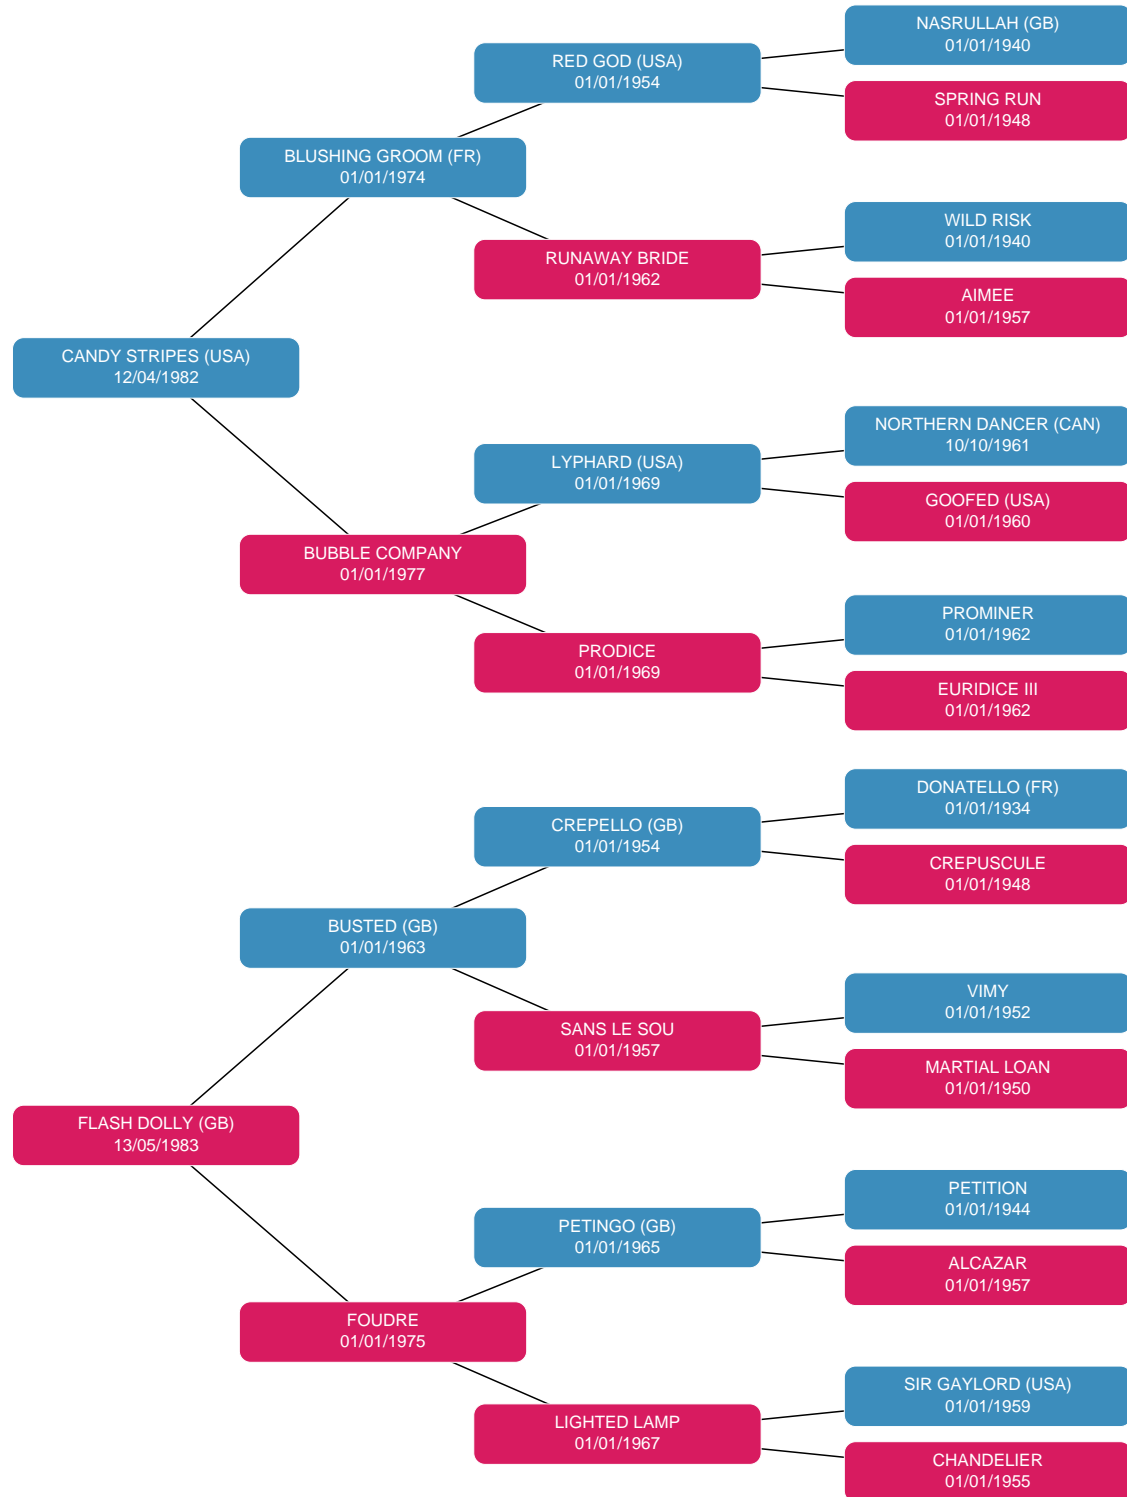 NASRULLAH (GB)
01/01/1940
RED GOD (USA)
01/01/1954
SPRING RUN
01/01/1948
BLUSHING GROOM (FR)
01/01/1974
WILD RISK
01/01/1940
RUNAWAY BRIDE
01/01/1962
AIMEE
01/01/1957
CANDY STRIPES (USA)
12/04/1982
NORTHERN DANCER (CAN)
10/10/1961
LYPHARD (USA)
01/01/1969
GOOFED (USA)
01/01/1960
BUBBLE COMPANY
01/01/1977
PROMINER
01/01/1962
PRODICE
01/01/1969
EURIDICE III
01/01/1962
DONATELLO (FR)
01/01/1934
CREPELLO (GB)
01/01/1954
CREPUSCULE
01/01/1948
BUSTED (GB)
01/01/1963
VIMY
01/01/1952
SANS LE SOU
01/01/1957
MARTIAL LOAN
01/01/1950
FLASH DOLLY (GB)
13/05/1983
PETITION
01/01/1944
PETINGO (GB)
01/01/1965
ALCAZAR
01/01/1957
FOUDRE
01/01/1975
SIR GAYLORD (USA)
01/01/1959
LIGHTED LAMP
01/01/1967
CHANDELIER
01/01/1955